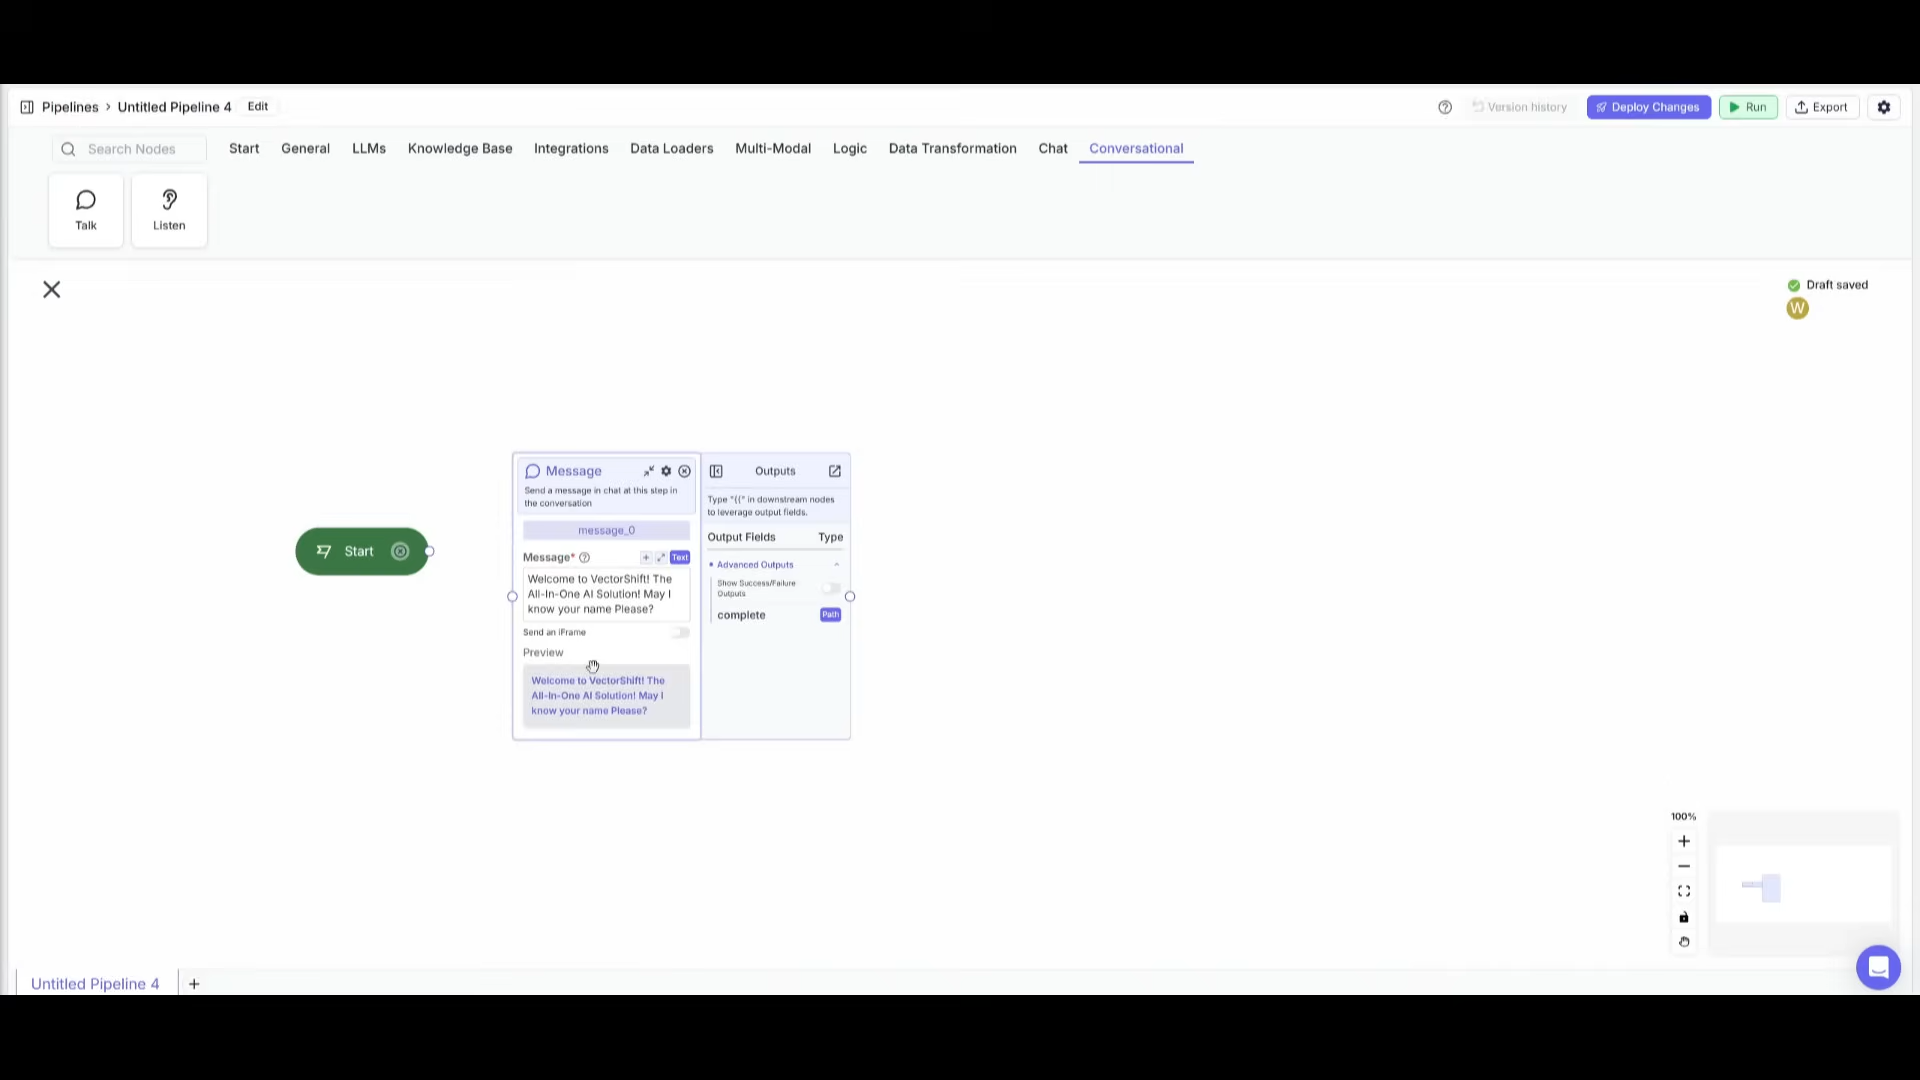 Pipelines > Untitled Pipeline 4 Edit
Version history Deploy Changes Run Export
Search Nodes Start General LLMs Knowledge Base Integrations Data Loaders Multi-Modal Logic Data Transformation Chat Conversational
Talk Listen
Draft saved
W
Start
Message
Send a message in chat at this step in
the conversation
message_0
Message* Text
Welcome to VectorShift! The
All-In-One AI Solution! May I
know your name Please?
Send an iFrame
Preview
Welcome to VectorShift! The
All-In-One AI Solution! May I
know your name Please?
Outputs
Type "{{" in downstream nodes
to leverage output fields.
Output Fields Type
Advanced Outputs
Show Success/Failure
Outputs
complete Path
100%
Untitled Pipeline 4 +